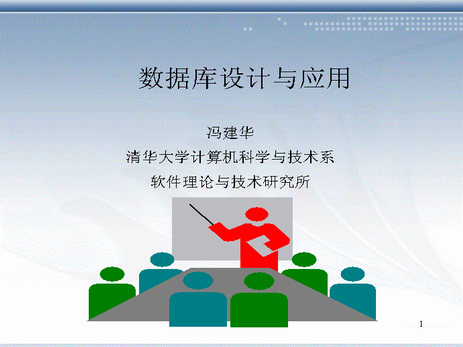 数据库设计与应用
冯建华
清华大学计算机科学与技术系
软件理论与技术研究所
1